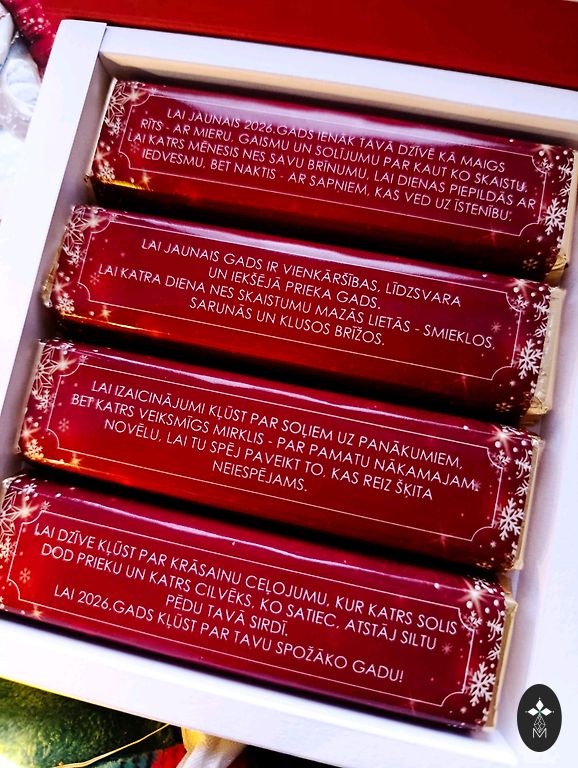 LAI JAUNAIS 2026.GADS IENĀK TAVĀ DZĪVĒ KĀ MAIGS
RĪTS - AR MIERU, GAISMU UN SOLĪJUMU PAR KAUT KO SKAISTU.
LAI KATRS MĒNESIS NES SAVU BRĪNUMU, LAI DIENAS PIEPILDĀS AR
IEDVESMU, BET NAKTIS - AR SAPŅIEM, KAS VED UZ ĪSTENĪBU.
LAI JAUNAIS GADS IR VIENKĀRŠĪBAS, LĪDZSVARA
UN IEKŠĒJĀ PRIEKA GADS.
LAI KATRA DIENA NES SKAISTUMU MAZĀS LIETĀS - SMIEKLOS,
SARUNĀS UN KLUSOS BRĪŽOS.
LAI IZAICINĀJUMI KĻŪST PAR SOĻIEM UZ PANĀKUMIEM,
BET KATRS VEIKSMĪGS MIRKLIS - PAR PAMATU NĀKAMAJAM.
NOVĒLU, LAI TU SPĒJ PAVEIKT TO, KAS REIZ ŠĶITA
NEIESPĒJAMS.
LAI DZĪVE KĻŪST PAR KRĀSAINU CEĻOJUMU, KUR KATRS SOLIS
DOD PRIEKU UN KATRS CILVĒKS, KO SATIEC, ATSTĀJ SILTU
PĒDU TAVĀ SIRDĪ.
LAI 2026.GADS KĻŪST PAR TAVU SPOŽĀKO GADU!